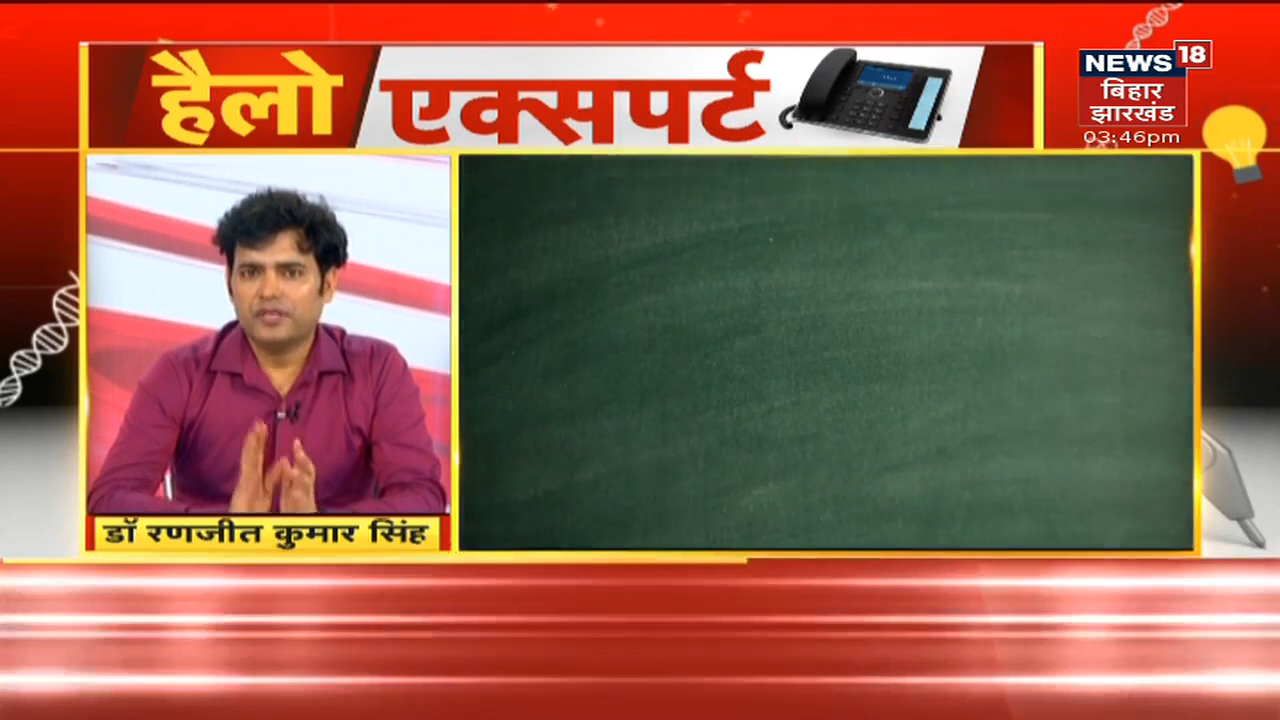 हैलो एक्सपर्ट
NEWS 18
बिहार
झारखंड
03:46pm
डॉ रणजीत कुमार सिंह